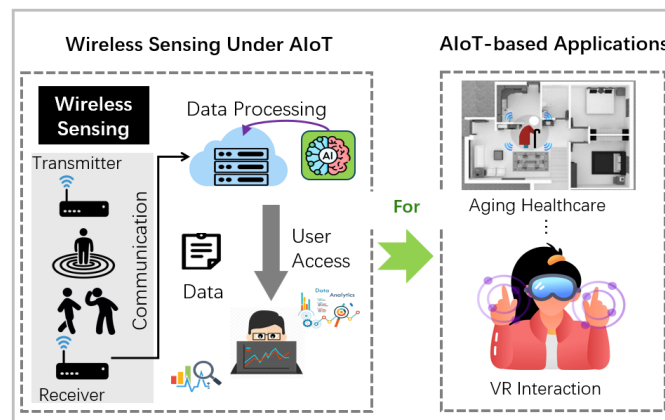 Wireless Sensing Under AIoT
AIoT-based Applications
Wireless
Sensing
Data Processing
AI
Transmitter
Communication
Receiver
Data
User
Access
Data
Analytics
For
Aging Healthcare
...
VR Interaction